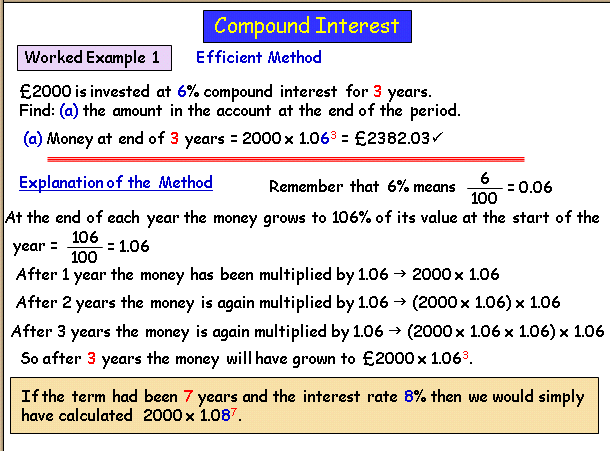 Compound Interest
Worked Example 1 Efficient Method
£2000 is invested at 6% compound interest for 3 years.
Find: (a) the amount in the account at the end of the period.
(a) Money at end of 3 years = 2000 x 1.06³ = £2382.03✓
Explanation of the Method Remember that 6% means 6/100 = 0.06
At the end of each year the money grows to 106% of its value at the start of the
year = 106/100 = 1.06
After 1 year the money has been multiplied by 1.06 → 2000 x 1.06
After 2 years the money is again multiplied by 1.06 → (2000 x 1.06) x 1.06
After 3 years the money is again multiplied by 1.06 → (2000 x 1.06 x 1.06) x 1.06
So after 3 years the money will have grown to £2000 x 1.06³.
If the term had been 7 years and the interest rate 8% then we would simply
have calculated 2000 x 1.08⁷.